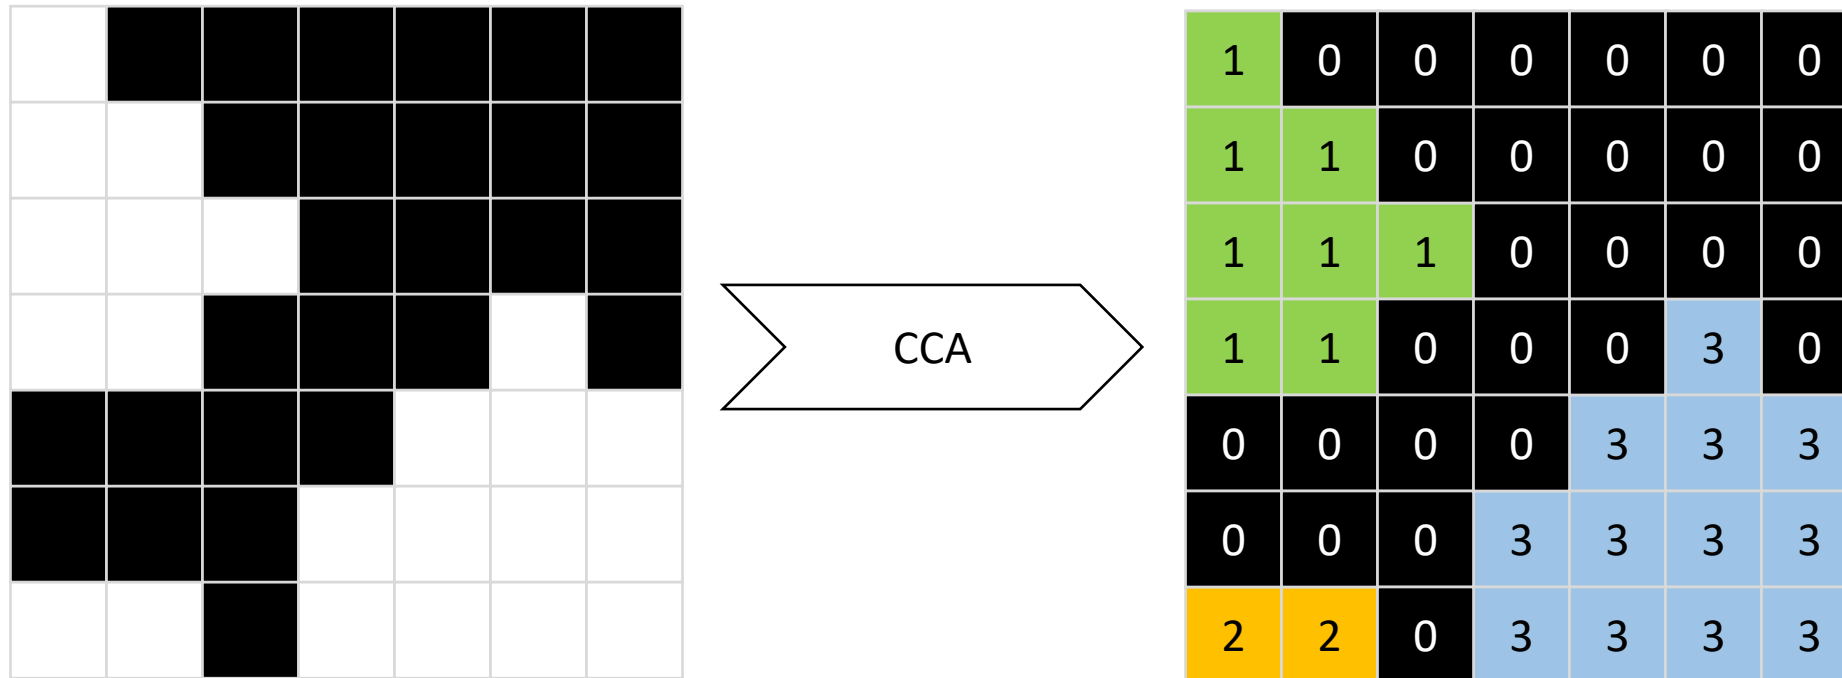 1 0 0 0 0 0 0
1 1 0 0 0 0 0
1 1 1 0 0 0 0
CCA
1 1 0 0 0 3 0
0 0 0 0 3 3 3
0 0 0 3 3 3 3
2 2 0 3 3 3 3